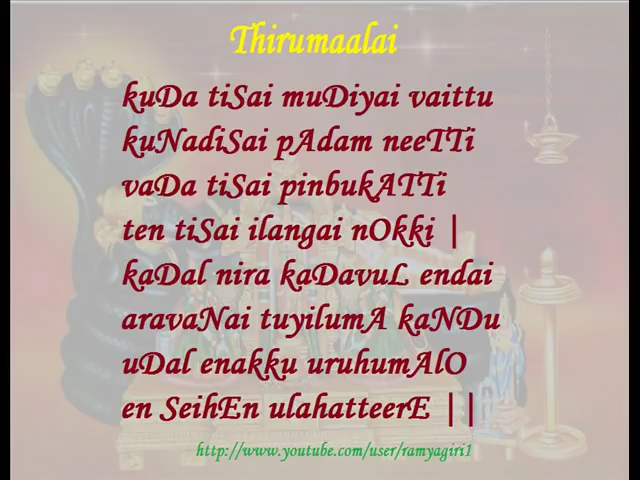 Thirumaalai
kuDa tiSai muDiyai vaittu
kuNadiSai pAdam neeTTi
vaDa tiSai pinbukATTi
ten tiSai ilangai nOkki |
kaDal nira kaDavuL endai
aravaNai tuyilumA kaNDu
uDal enakku uruhumAlO
en SeihEn ulahatteerE ||
http://www.youtube.com/user/ramyagiri1